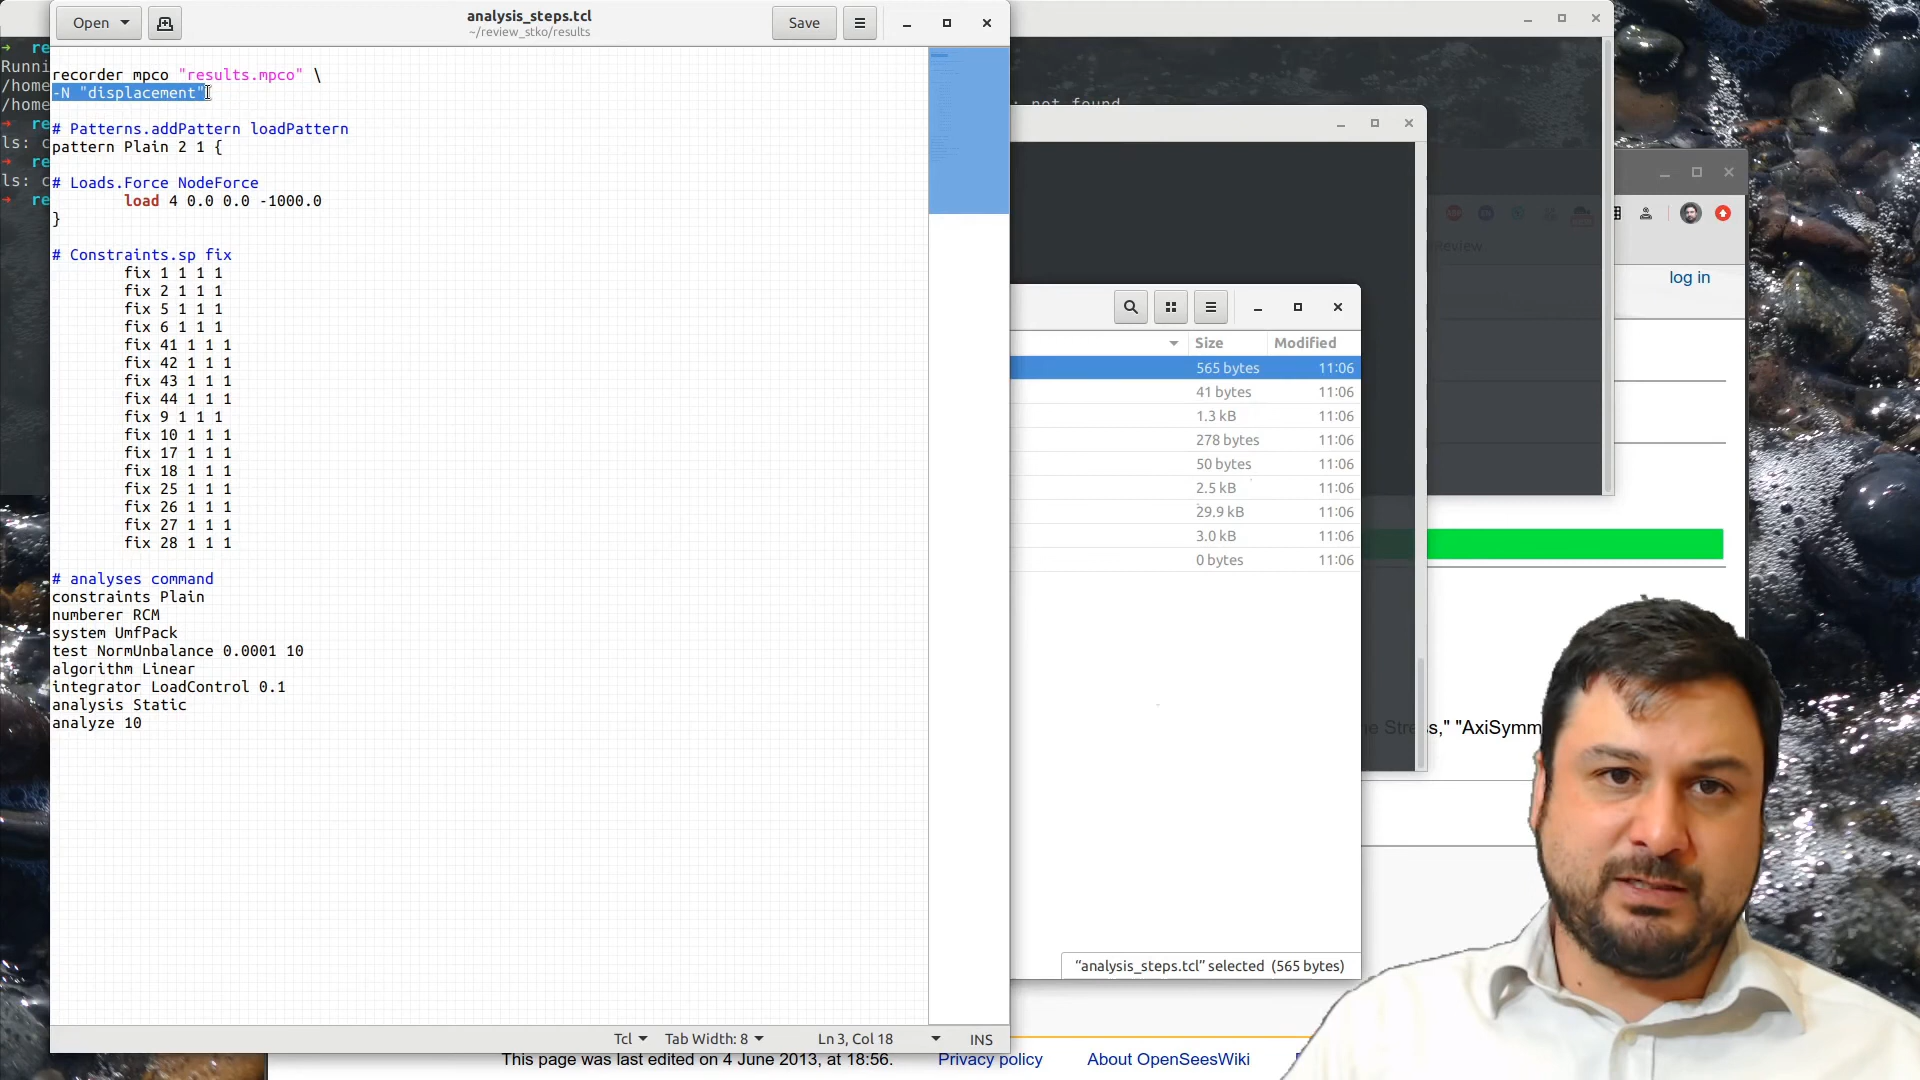 Open
analysis_steps.tcl
~/review_stko/results
Save
recorder mpco "results.mpco" \
-N "displacement"
# Patterns.addPattern loadPattern
pattern Plain 2 1 {
# Loads.Force NodeForce
load 4 0.0 0.0 -1000.0
}
# Constraints.sp fix
fix 1 1 1 1
fix 2 1 1 1
fix 5 1 1 1
fix 6 1 1 1
fix 41 1 1 1
fix 42 1 1 1
fix 43 1 1 1
fix 44 1 1 1
fix 9 1 1 1
fix 10 1 1 1
fix 17 1 1 1
fix 18 1 1 1
fix 25 1 1 1
fix 26 1 1 1
fix 27 1 1 1
fix 28 1 1 1
# analyses command
constraints Plain
numberer RCM
system UmfPack
test NormUnbalance 0.0001 10
algorithm Linear
integrator LoadControl 0.1
analysis Static
analyze 10
Tcl
Tab Width: 8
Ln 3, Col 18
INS
re
Runni
/home
/home
re
ls: c
re
ls: c
re
: not found
Review
log in
Size Modified
565 bytes 11:06
41 bytes 11:06
1.3 kB 11:06
278 bytes 11:06
50 bytes 11:06
2.5 kB 11:06
29.9 kB 11:06
3.0 kB 11:06
0 bytes 11:06
ne Stress," "AxiSymm
"analysis_steps.tcl" selected (565 bytes)
This page was last edited on 4 June 2013, at 18:56. Privacy policy About OpenSeesWiki